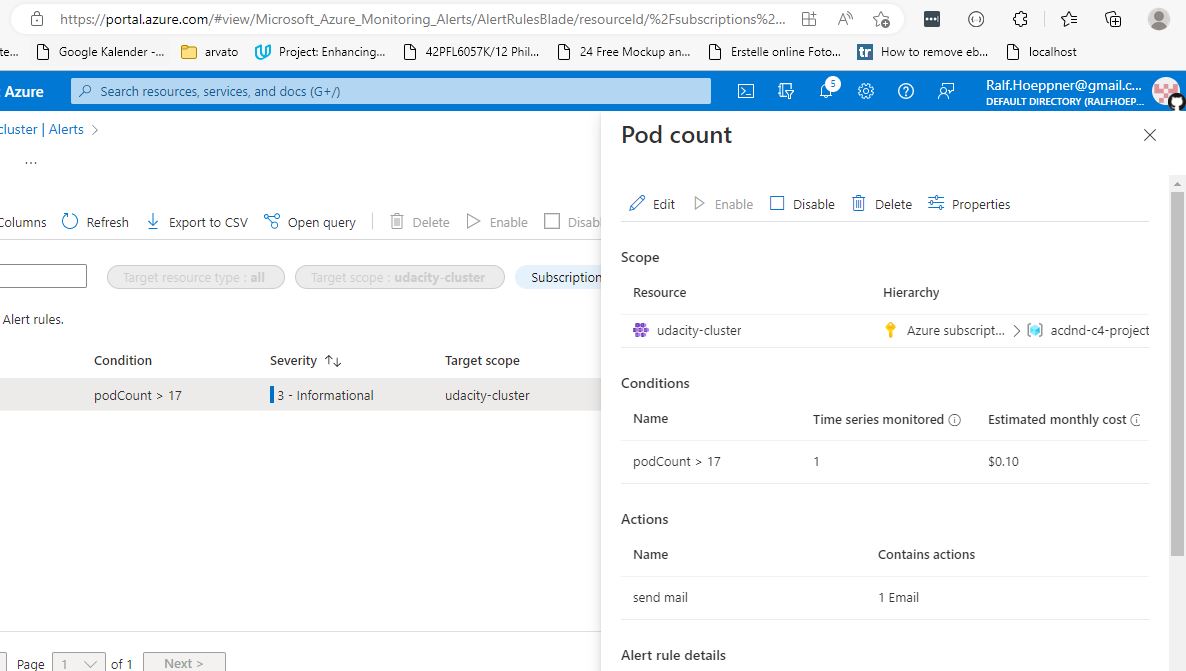 https://portal.azure.com/#view/Microsoft_Azure_Monitoring_Alerts/AlertRulesBlade/resourceId/%2Fsubscriptions%2...
te... Google Kalender -... arvato Project: Enhancing... 42PFL6057K/12 Phil... 24 Free Mockup an... Erstelle online Foto... tr How to remove eb... localhost
Azure Search resources, services, and docs (G+/) 5 Ralf.Hoeppner@gmail.c...
DEFAULT DIRECTORY (RALFHOEP...
cluster | Alerts >
...
Columns Refresh Export to CSV Open query Delete Enable Disabl
Target resource type : all Target scope : udacity-cluster Subscription
Alert rules.
Condition Severity ↑↓ Target scope
podCount > 17 3 - Informational udacity-cluster
Page 1 of 1 Next >
Pod count
Edit Enable Disable Delete Properties
Scope
Resource Hierarchy
udacity-cluster Azure subscript... > acdnd-c4-project
Conditions
Name Time series monitored Estimated monthly cost
podCount > 17 1 $0.10
Actions
Name Contains actions
send mail 1 Email
Alert rule details